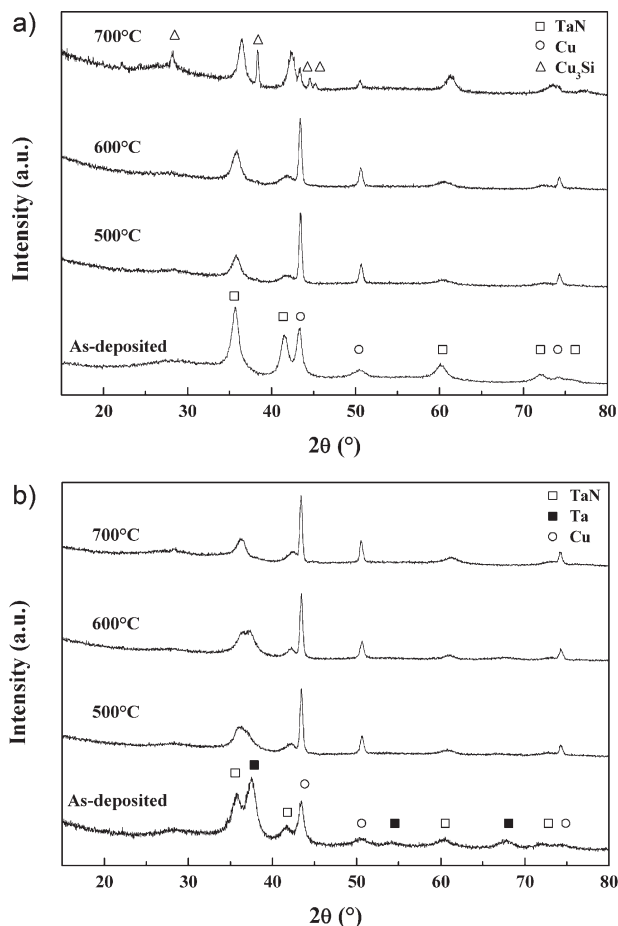 a)
700°C
□ TaN
○ Cu
△ Cu₃Si
600°C
500°C
As-deposited
Intensity (a.u.)
20 30 40 50 60 70 80
2θ (°)
b)
□ TaN
■ Ta
○ Cu
700°C
600°C
500°C
As-deposited
Intensity (a.u.)
20 30 40 50 60 70 80
2θ (°)